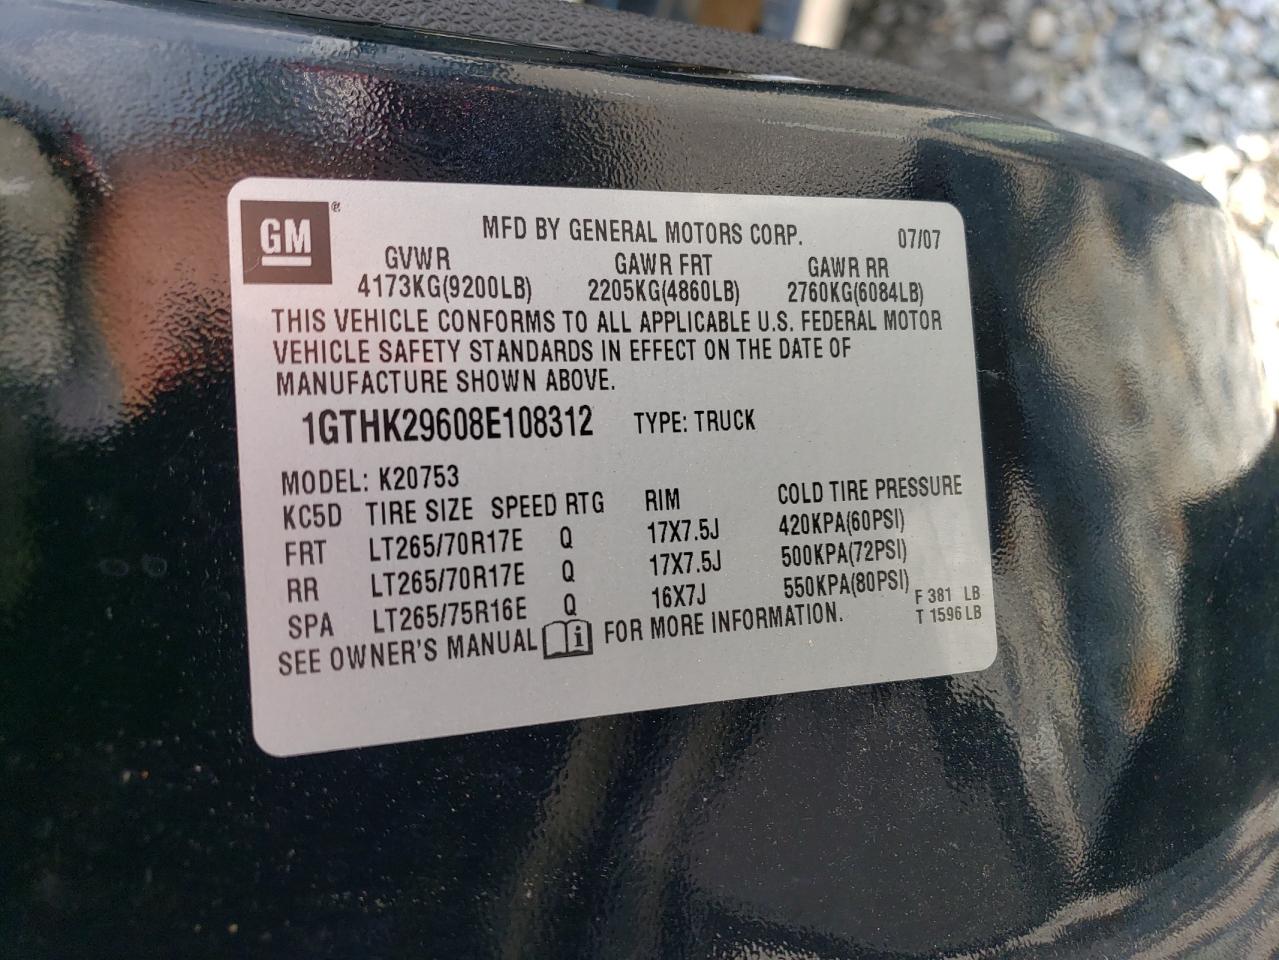 GM ®
MFD BY GENERAL MOTORS CORP. 07/07
GVWR GAWR FRT GAWR RR
4173KG(9200LB) 2205KG(4860LB) 2760KG(6084LB)
THIS VEHICLE CONFORMS TO ALL APPLICABLE U.S. FEDERAL MOTOR
VEHICLE SAFETY STANDARDS IN EFFECT ON THE DATE OF
MANUFACTURE SHOWN ABOVE.
1GTHK29608E108312 TYPE: TRUCK
MODEL: K20753
KC5D TIRE SIZE SPEED RTG RIM COLD TIRE PRESSURE
FRT LT265/70R17E Q 17X7.5J 420KPA(60PSI)
RR LT265/70R17E Q 17X7.5J 500KPA(72PSI)
SPA LT265/75R16E Q 16X7J 550KPA(80PSI) F 381 LB
SEE OWNER'S MANUAL i FOR MORE INFORMATION. T 1596 LB